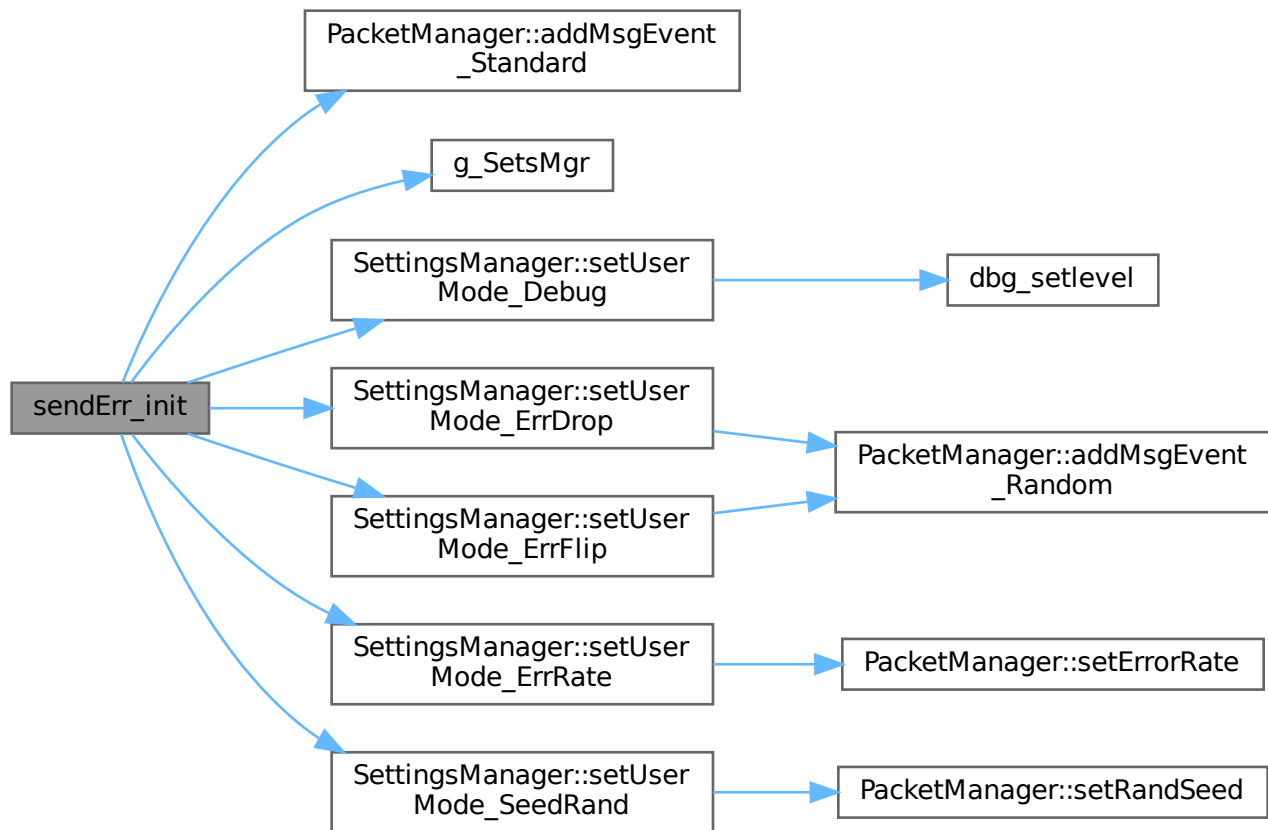 PacketManager::addMsgEvent
_Standard
g_SetsMgr
SettingsManager::setUser
Mode_Debug
dbg_setlevel
sendErr_init
SettingsManager::setUser
Mode_ErrDrop
PacketManager::addMsgEvent
_Random
SettingsManager::setUser
Mode_ErrFlip
SettingsManager::setUser
Mode_ErrRate
PacketManager::setErrorRate
SettingsManager::setUser
Mode_SeedRand
PacketManager::setRandSeed